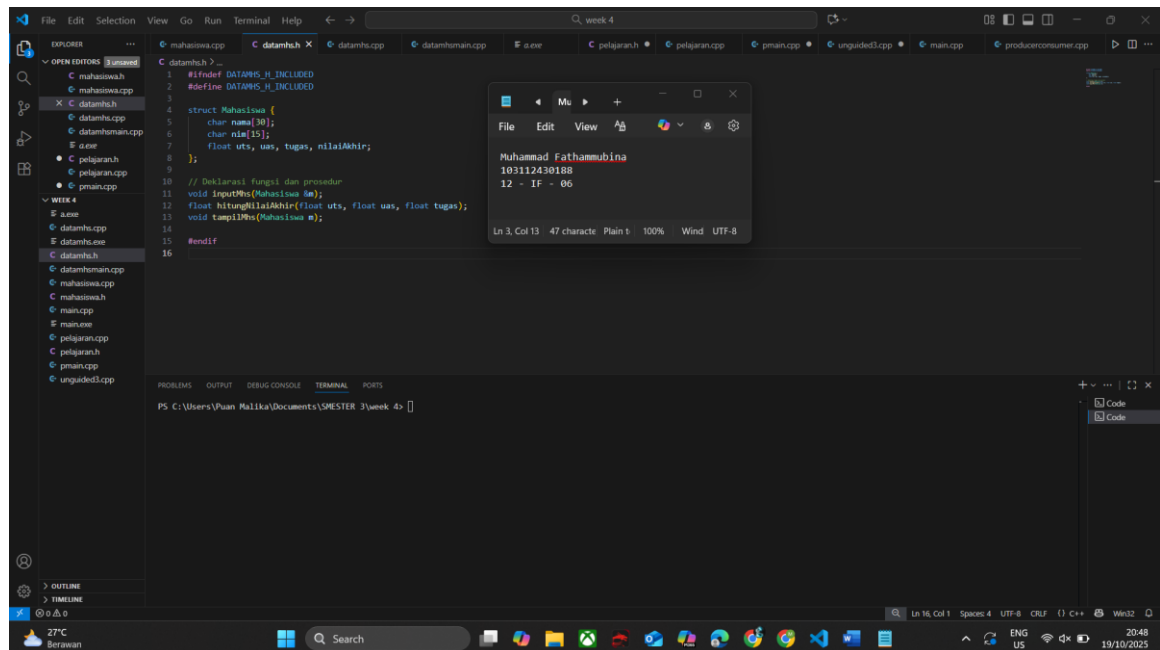 File Edit Selection View Go Run Terminal Help
week 4
EXPLORER
OPEN EDITORS 3 unsaved
mahasiswa.h
mahasiswa.cpp
datamhs.h
datamhs.cpp
datamhsmain.cpp
a.exe
pelajaran.h
pelajaran.cpp
pmain.cpp
WEEK 4
a.exe
datamhs.cpp
datamhs.exe
datamhs.h
datamhsmain.cpp
mahasiswa.cpp
mahasiswa.h
main.cpp
main.exe
pelajaran.cpp
pelajaran.h
pmain.cpp
unguided3.cpp
OUTLINE
TIMELINE
mahasiswa.cpp datamhs.h datamhs.cpp datamhsmain.cpp a.exe pelajaran.h pelajaran.cpp pmain.cpp unguided3.cpp main.cpp producerconsumer.cpp
C datamhs.h > ...
1 #ifndef DATAMHS_H_INCLUDED
2 #define DATAMHS_H_INCLUDED
3
4 struct Mahasiswa {
5 char nama[30];
6 char nim[15];
7 float uts, uas, tugas, nilaiAkhir;
8 };
9
10 // Deklarasi fungsi dan prosedur
11 void inputMhs(Mahasiswa &m);
12 float hitungNilaiAkhir(float uts, float uas, float tugas);
13 void tampilMhs(Mahasiswa m);
14
15 #endif
16
Mu
File Edit View
Muhammad Fathammubina
103112430188
12 - IF - 06
Ln 3, Col 13 47 characte Plain t 100% Wind UTF-8
PROBLEMS OUTPUT DEBUG CONSOLE TERMINAL PORTS
PS C:\Users\Puan Malika\Documents\SMESTER 3\week 4>
Code
Code
0 0 Ln 16, Col 1 Spaces: 4 UTF-8 CRLF {} C++ Win32
27°C
Berawan
Search
ENG
US
20:48
19/10/2025